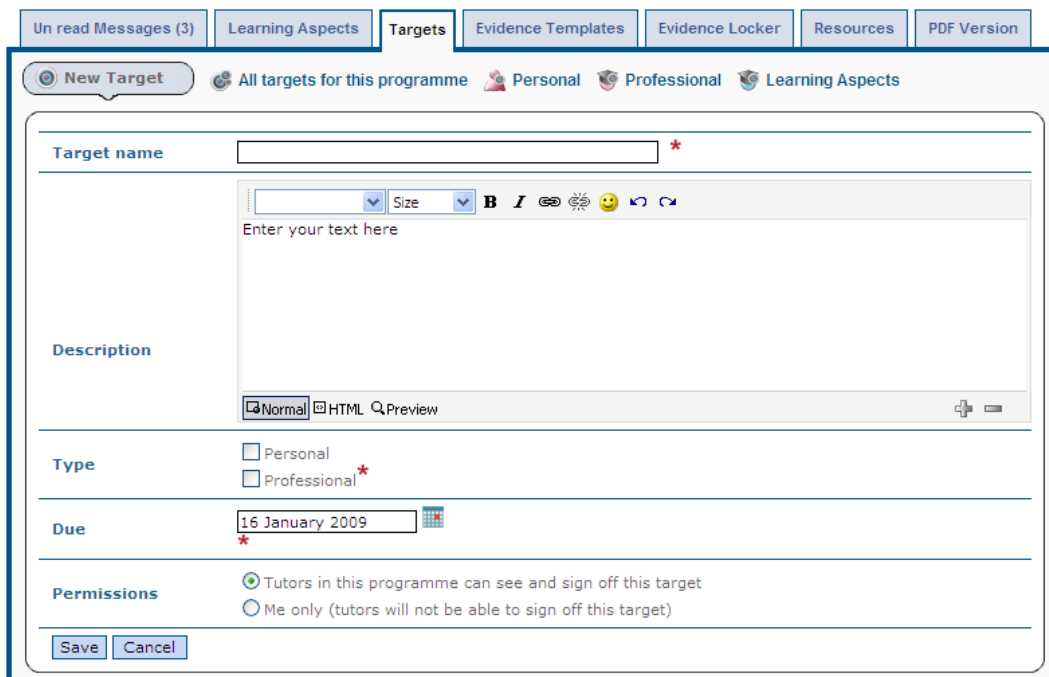 Un read Messages (3) Learning Aspects Targets Evidence Templates Evidence Locker Resources PDF Version
New Target All targets for this programme Personal Professional Learning Aspects
Target name *
Size B I
Enter your text here
Description
Normal HTML Preview
Type
Personal
Professional*
Due
16 January 2009
*
Permissions
Tutors in this programme can see and sign off this target
Me only (tutors will not be able to sign off this target)
Save Cancel